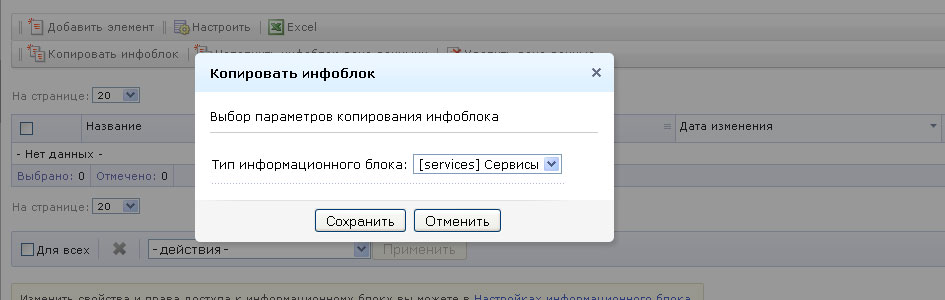 Добавить элемент Настроить Excel
Копировать инфоблок
Копировать инфоблок
На странице: 20
Выбор параметров копирования инфоблока
Название Дата изменения
- Нет данных -
Тип информационного блока: [services] Сервисы
Выбрано: 0 Отмечено: 0
На странице: 20
Сохранить Отменить
Для всех - действия - Применить
Изменить свойства и права доступа к информационному блоку вы можете в Настройках информационного блока